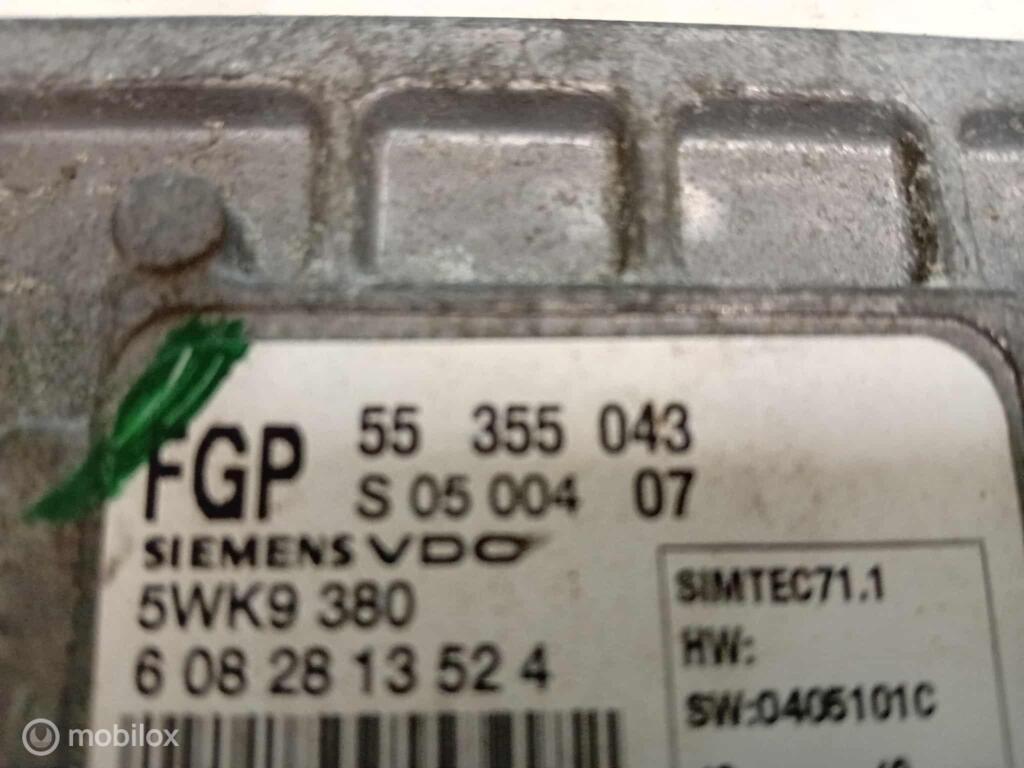 FGP 55 355 043
S 05 004 07
SIEMENS VDO
5WK9 380
6 08 28 13 52 4
SIMTEC71.1
HW:
SW:0405101C
mobilox